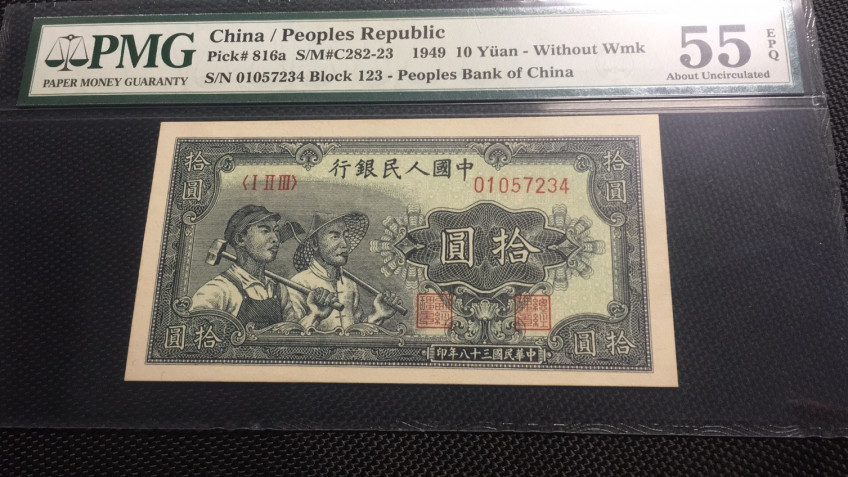 PMG
PAPER MONEY GUARANTY
China / Peoples Republic
Pick# 816a S/M#C282-23 1949 10 Yüan - Without Wmk
S/N 01057234 Block 123 - Peoples Bank of China
55
EPQ
About Uncirculated
中國人民銀行
拾圓
拾圓
〈I II III〉
01057234
拾圓
拾圓
拾圓
中華民國三十八年印